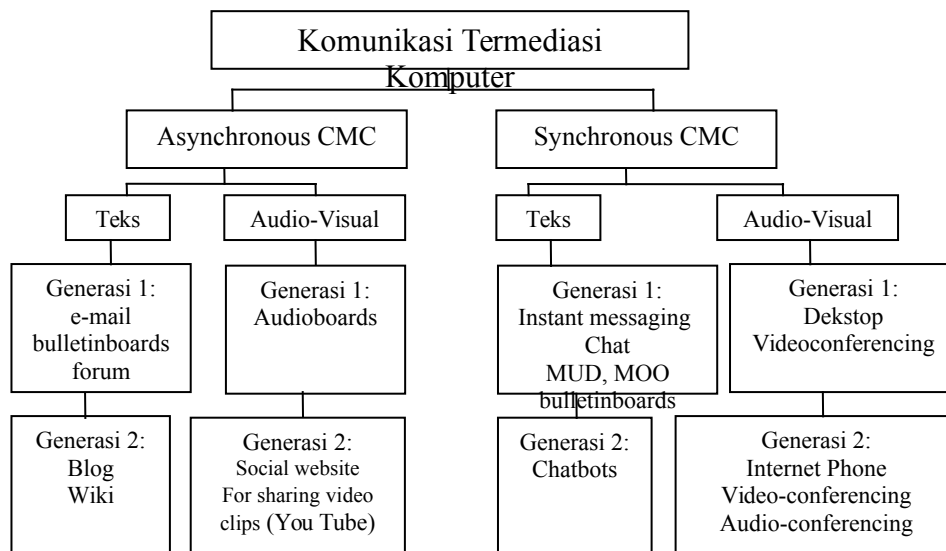 Komunikasi Termediasi
Komputer
Asynchronous CMC
Synchronous CMC
Teks
Audio-Visual
Teks
Audio-Visual
Generasi 1:
e-mail
bulletinboards
forum
Generasi 1:
Audioboards
Generasi 1:
Instant messaging
Chat
MUD, MOO
bulletinboards
Generasi 1:
Dekstop
Videoconferencing
Generasi 2:
Blog
Wiki
Generasi 2:
Social website
For sharing video
clips (You Tube)
Generasi 2:
Chatbots
Generasi 2:
Internet Phone
Video-conferencing
Audio-conferencing